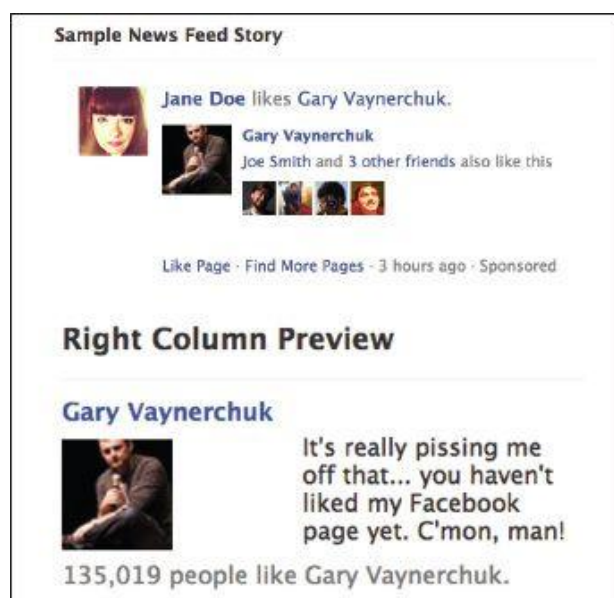 Sample News Feed Story
Jane Doe likes Gary Vaynerchuk.
Gary Vaynerchuk
Joe Smith and 3 other friends also like this
Like Page · Find More Pages · 3 hours ago · Sponsored
Right Column Preview
Gary Vaynerchuk
It's really pissing me
off that... you haven't
liked my Facebook
page yet. C'mon, man!
135,019 people like Gary Vaynerchuk.